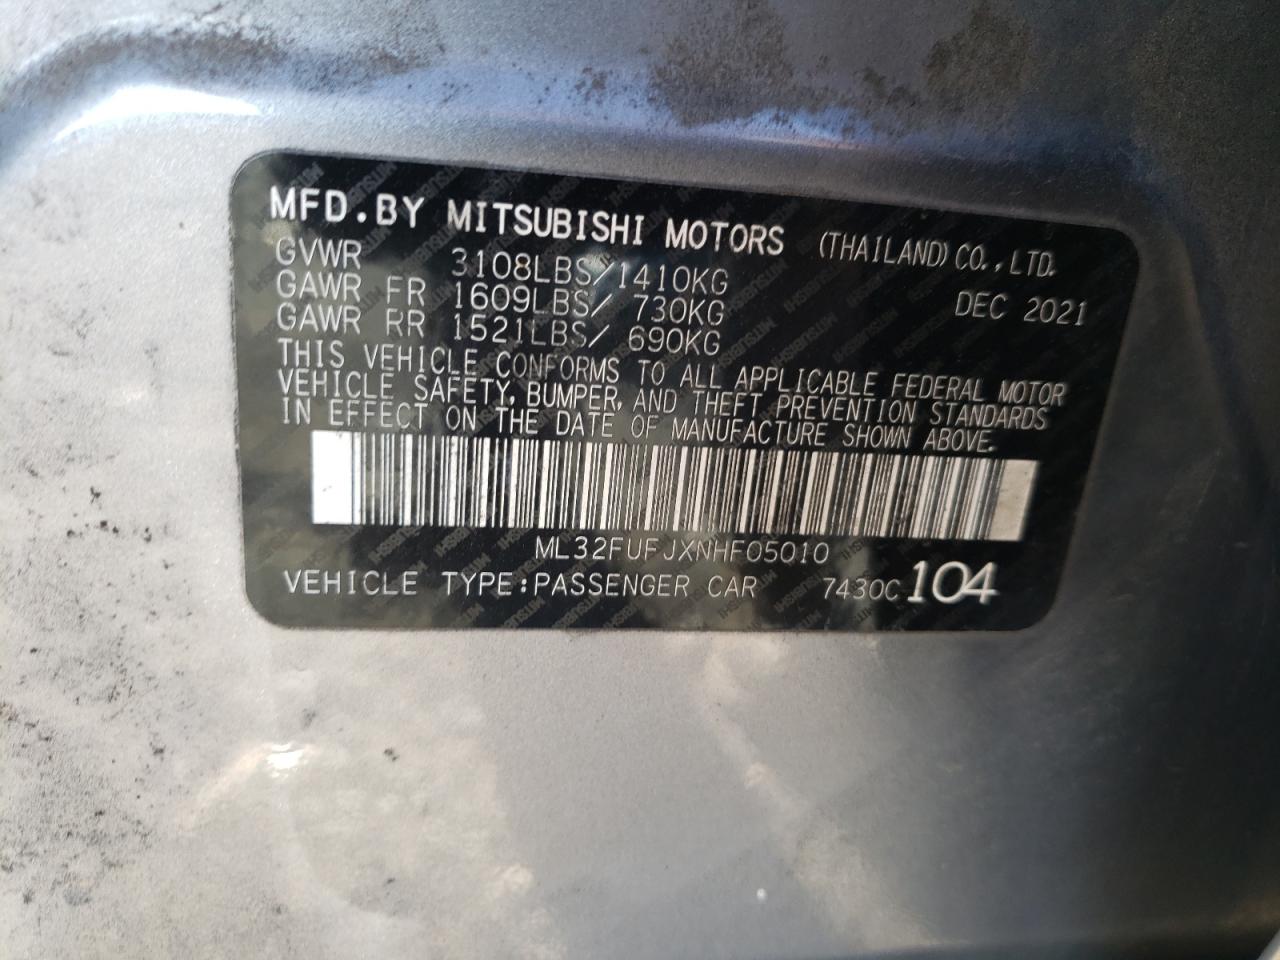 MFD.BY MITSUBISHI MOTORS (THAILAND) CO.,LTD.
GVWR 3108LBS/1410KG
GAWR FR 1609LBS/ 730KG DEC 2021
GAWR RR 1521LBS/ 690KG
THIS VEHICLE CONFORMS TO ALL APPLICABLE FEDERAL MOTOR
VEHICLE SAFETY, BUMPER, AND THEFT PREVENTION STANDARDS
IN EFFECT ON THE DATE OF MANUFACTURE SHOWN ABOVE.
ML32FUFJXNHF05010
VEHICLE TYPE:PASSENGER CAR 7430C 104